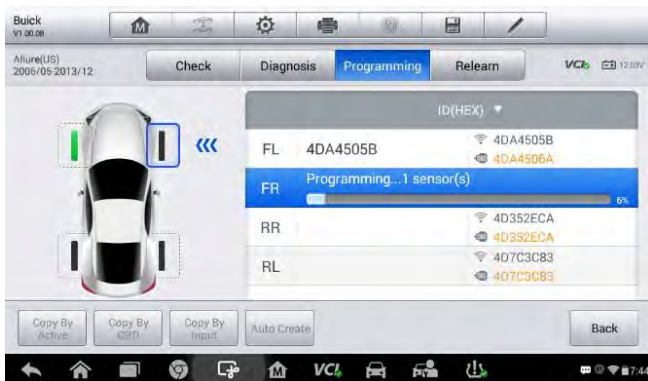 Buick
V1.00.08
Allure(US)
2006/05-2013/12
Check
Diagnosis
Programming
Relearn
VCI
12.03V
ID(HEX)
FL 4DA4505B 4DA4505B
4DA4506A
FR Programming...1 sensor(s)
6%
RR 4D352ECA
4D352ECA
RL 4D7C3C83
4D7C3C83
Copy By Active
Copy By OBD
Copy By Input
Auto Create
Back
VCI
7:44